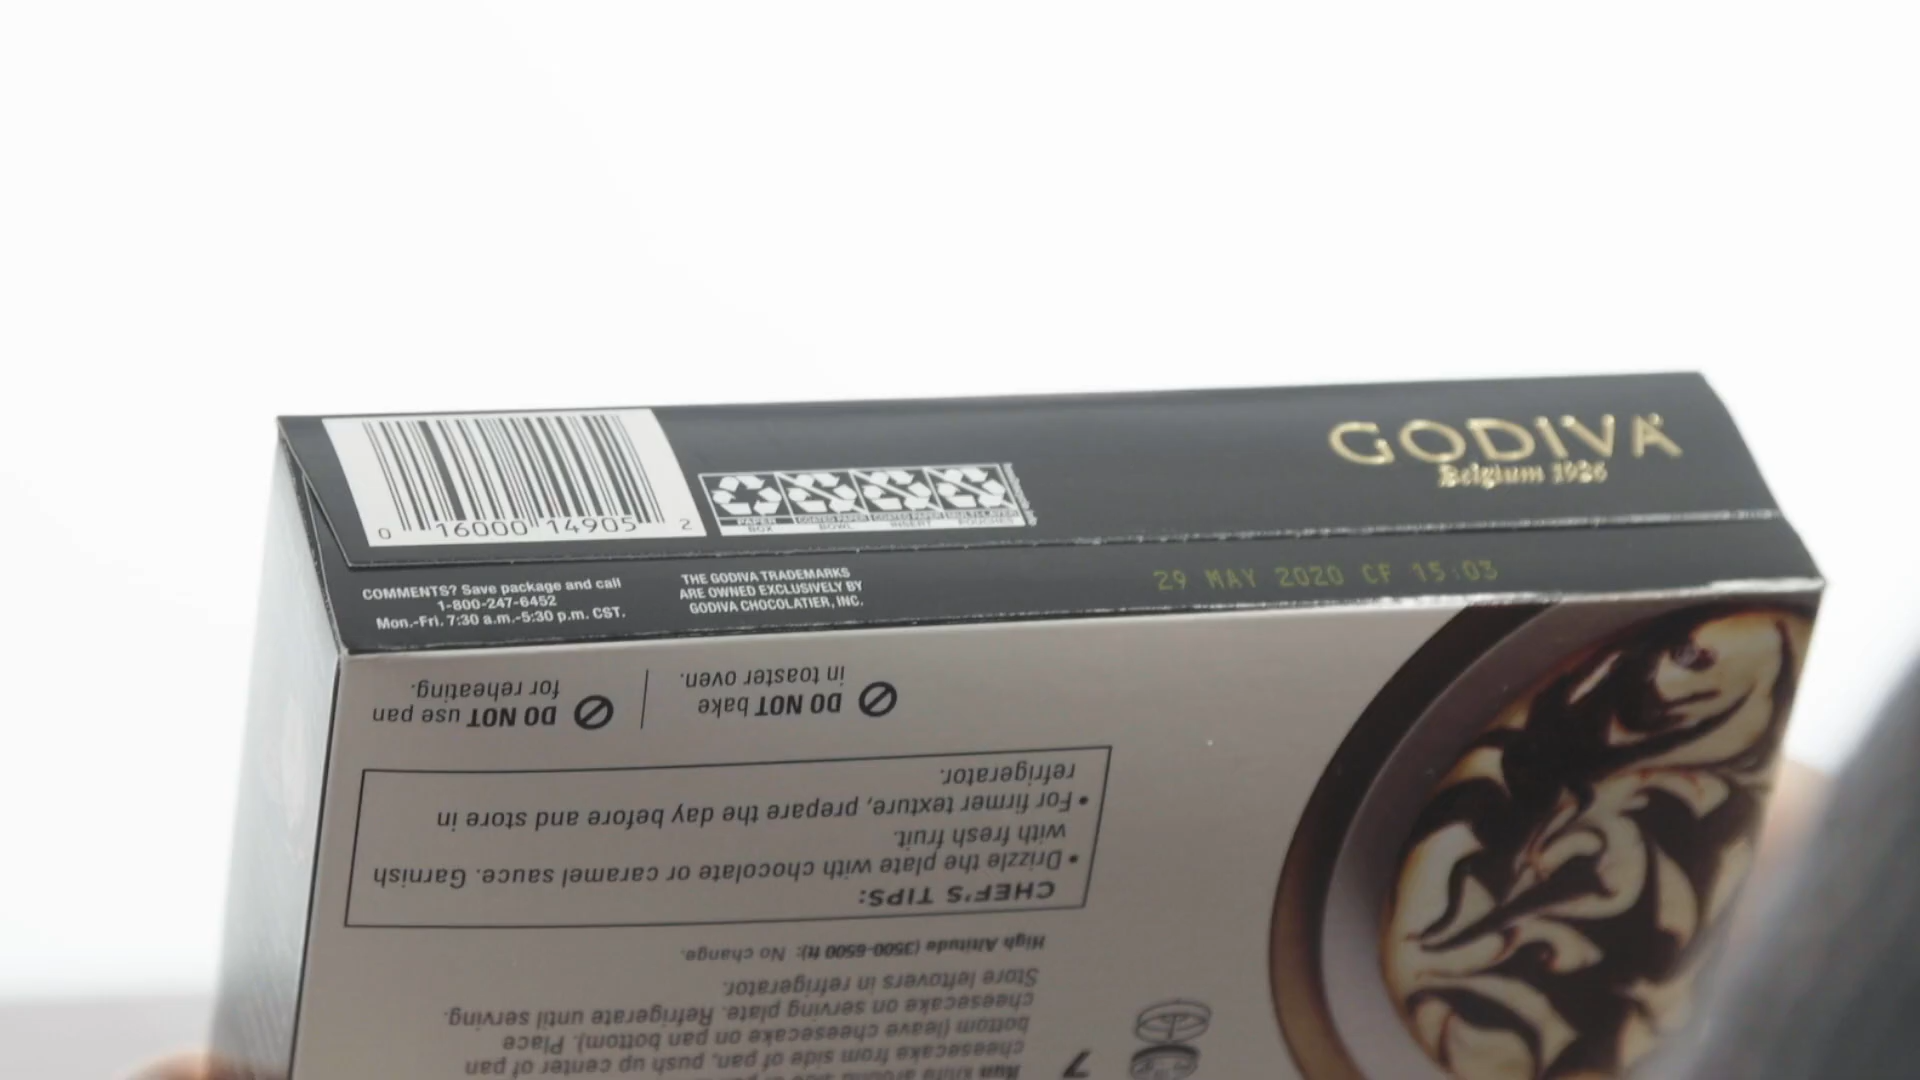 GODIVA
Belgium 1926
0 16000 14905 2
PAPER
BOX
COATED PAPER
BOWL
COATED PAPER
INSERT
MULTI-LAYER
POUCHES
COMMENTS? Save package and call
1-800-247-6452
Mon.-Fri. 7:30 a.m.-5:30 p.m. CST.
THE GODIVA TRADEMARKS
ARE OWNED EXCLUSIVELY BY
GODIVA CHOCOLATIER, INC.
29 MAY 2020 CF 15:03
7
cheesecake from side of pan, push up center of pan
bottom (leave cheesecake on pan bottom). Place
cheesecake on serving plate. Refrigerate until serving.
Store leftovers in refrigerator.
High Altitude (3500-6500 ft): No change.
CHEF'S TIPS:
• Drizzle the plate with chocolate or caramel sauce. Garnish
with fresh fruit.
• For firmer texture, prepare the day before and store in
refrigerator.
DO NOT bake
in toaster oven.
DO NOT use pan
for reheating.